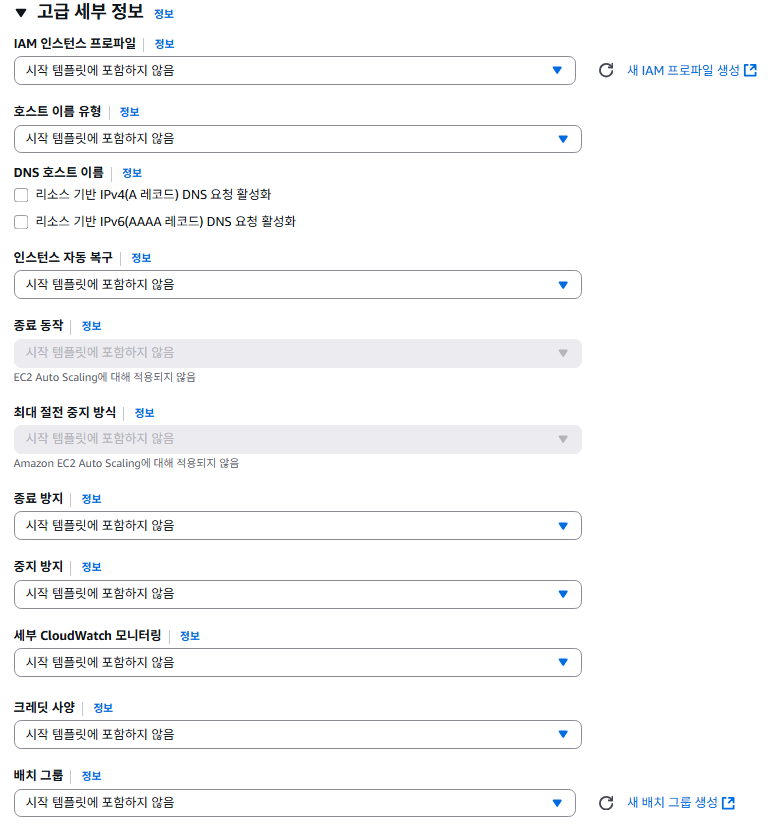 고급 세부 정보 정보
IAM 인스턴스 프로파일 정보
시작 템플릿에 포함하지 않음 새 IAM 프로파일 생성
호스트 이름 유형 정보
시작 템플릿에 포함하지 않음
DNS 호스트 이름 정보
리소스 기반 IPv4(A 레코드) DNS 요청 활성화
리소스 기반 IPv6(AAAA 레코드) DNS 요청 활성화
인스턴스 자동 복구 정보
시작 템플릿에 포함하지 않음
종료 동작 정보
시작 템플릿에 포함하지 않음
EC2 Auto Scaling에 대해 적용되지 않음
최대 절전 중지 방식 정보
시작 템플릿에 포함하지 않음
Amazon EC2 Auto Scaling에 대해 적용되지 않음
종료 방지 정보
시작 템플릿에 포함하지 않음
중지 방지 정보
시작 템플릿에 포함하지 않음
세부 CloudWatch 모니터링 정보
시작 템플릿에 포함하지 않음
크레딧 사양 정보
시작 템플릿에 포함하지 않음
배치 그룹 정보
시작 템플릿에 포함하지 않음 새 배치 그룹 생성